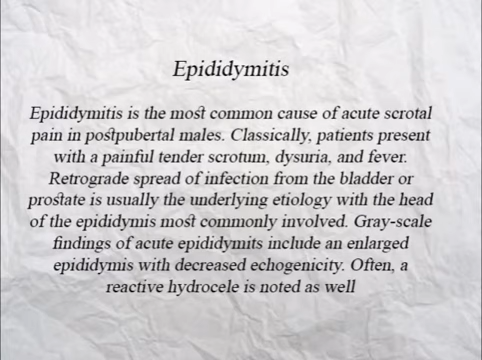 Epididymitis
Epididymitis is the most common cause of acute scrotal
pain in postpubertal males. Classically, patients present
with a painful tender scrotum, dysuria, and fever.
Retrograde spread of infection from the bladder or
prostate is usually the underlying etiology with the head
of the epididymis most commonly involved. Gray-scale
findings of acute epididymits include an enlarged
epididymis with decreased echogenicity. Often, a
reactive hydrocele is noted as well